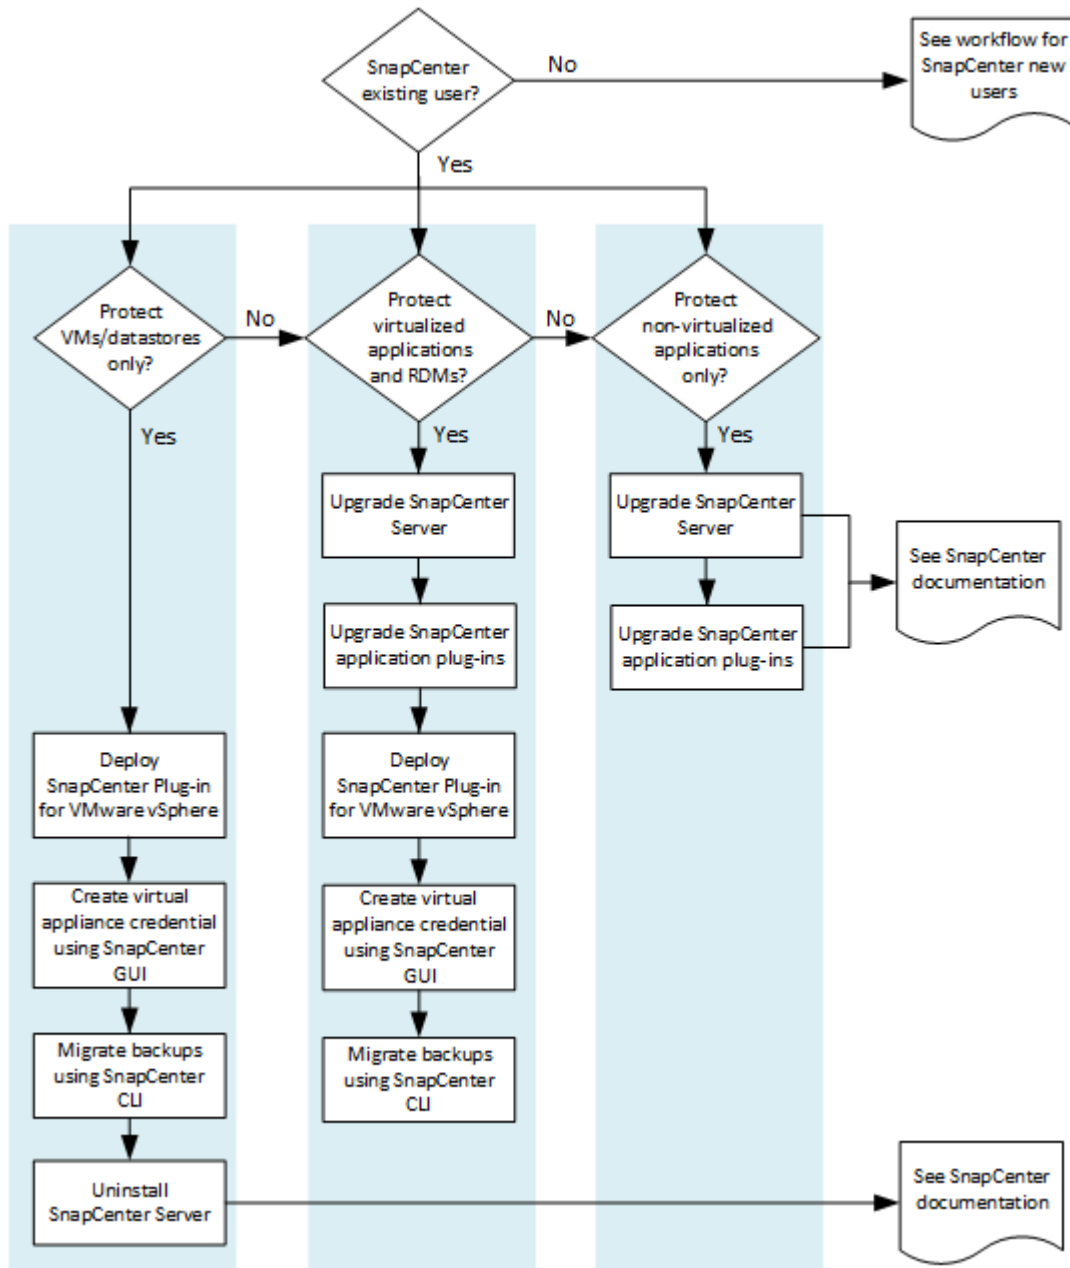 SnapCenter
existing user?
No
See workflow for
SnapCenter new
users
Yes
Protect
VMs/datastores
only?
No
Protect
virtualized
applications
and RDMs?
No
Protect
non-virtualized
applications
only?
Yes
Yes
Yes
Upgrade SnapCenter
Server
Upgrade SnapCenter
Server
See SnapCenter
documentation
Upgrade SnapCenter
application plug-ins
Upgrade SnapCenter
application plug-ins
Deploy
SnapCenter Plug-in
for VMware vSphere
Deploy
SnapCenter Plug-in
for VMware vSphere
Create virtual
appliance credential
using SnapCenter
GUI
Create virtual
appliance credential
using SnapCenter
GUI
Migrate backups
using SnapCenter
CLI
Migrate backups
using SnapCenter
CLI
Uninstall
SnapCenter Server
See SnapCenter
documentation